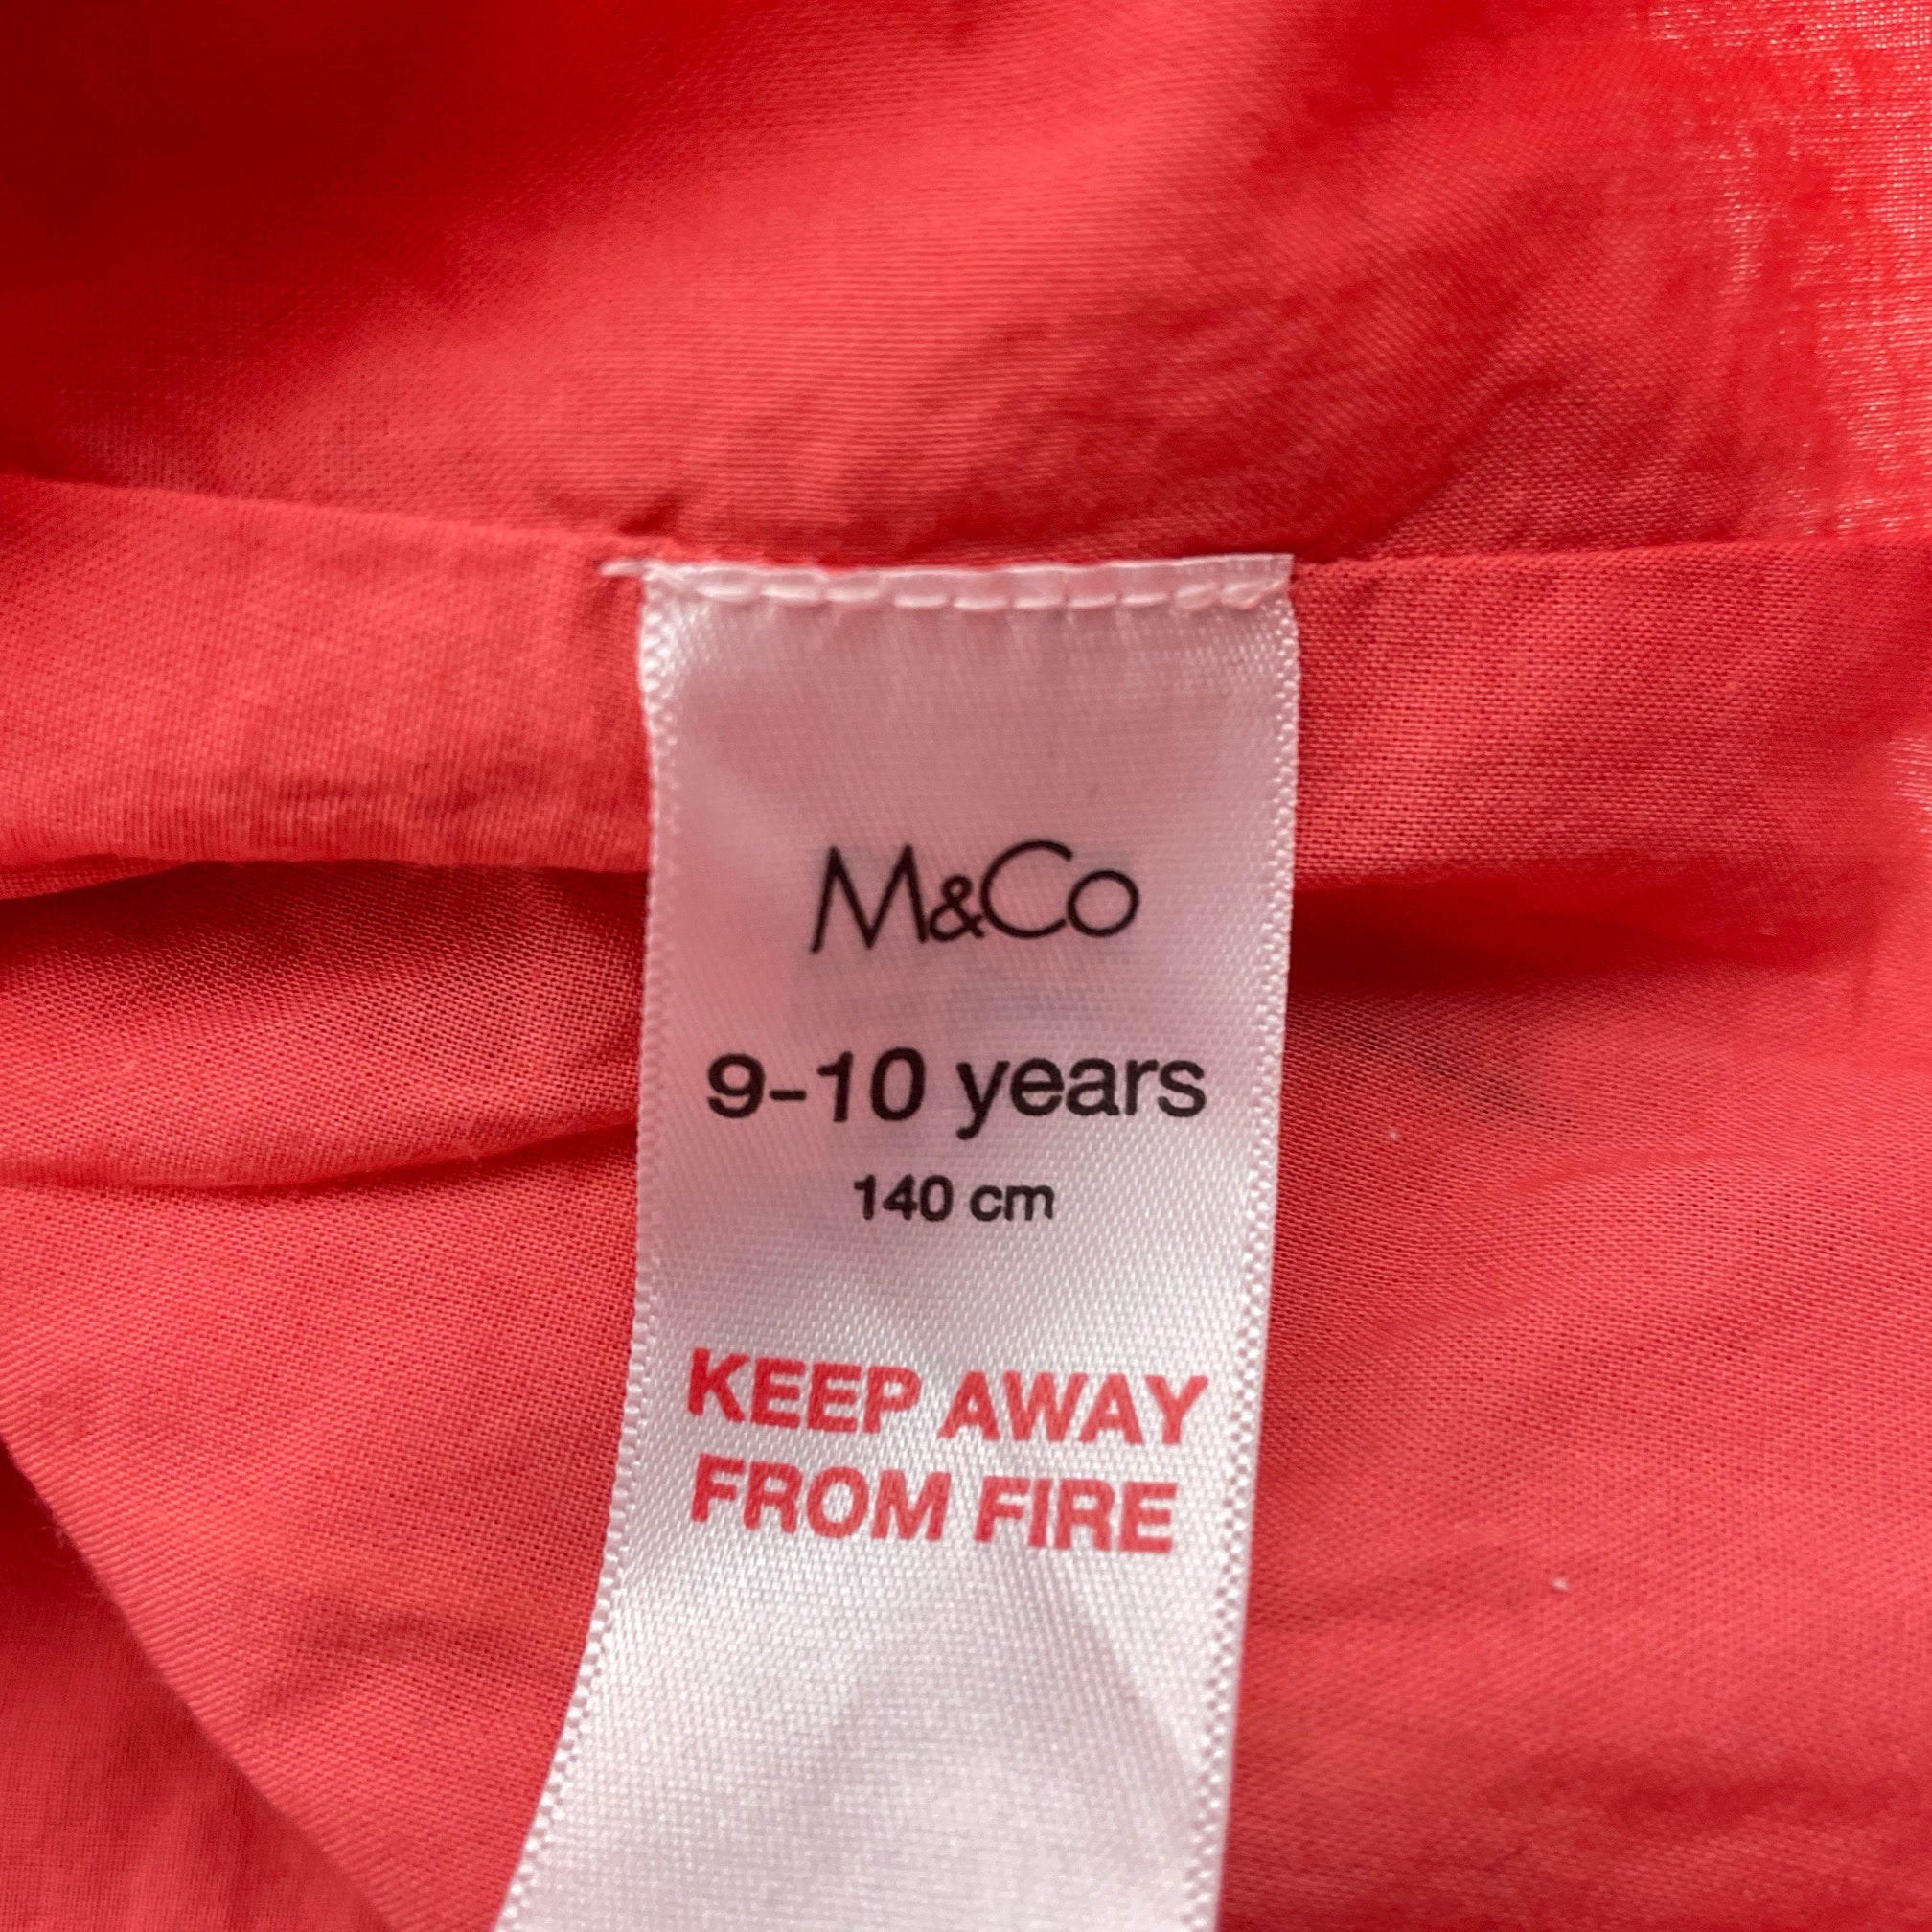 M&Co
9-10 years
140 cm
KEEP AWAY
FROM FIRE